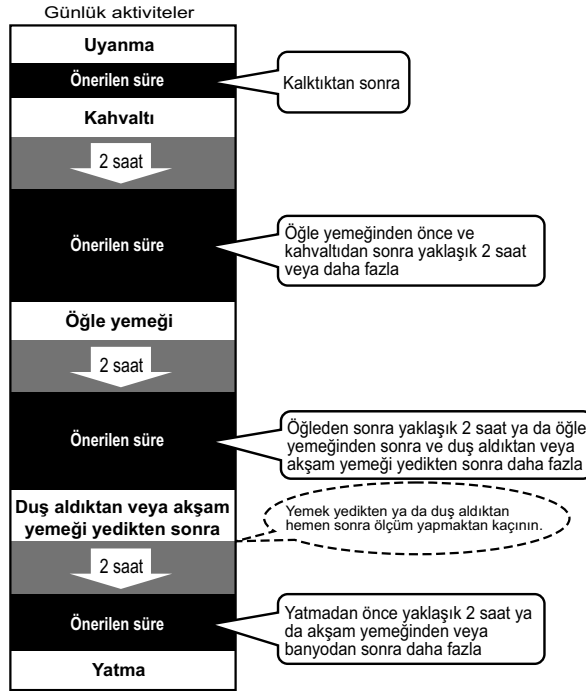 Günlük aktiviteler
Uyanma
Önerilen süre
Kalktıktan sonra
Kahvaltı
2 saat
Önerilen süre
Öğle yemeğinden önce ve
kahvaltıdan sonra yaklaşık 2 saat
veya daha fazla
Öğle yemeği
2 saat
Önerilen süre
Öğleden sonra yaklaşık 2 saat ya da öğle
yemeğinden sonra ve duş aldıktan veya
akşam yemeği yedikten sonra daha fazla
Duş aldıktan veya akşam
yemeği yedikten sonra
Yemek yedikten ya da duş aldıktan
hemen sonra ölçüm yapmaktan kaçının.
2 saat
Önerilen süre
Yatmadan önce yaklaşık 2 saat ya
da akşam yemeğinden veya
banyodan sonra daha fazla
Yatma